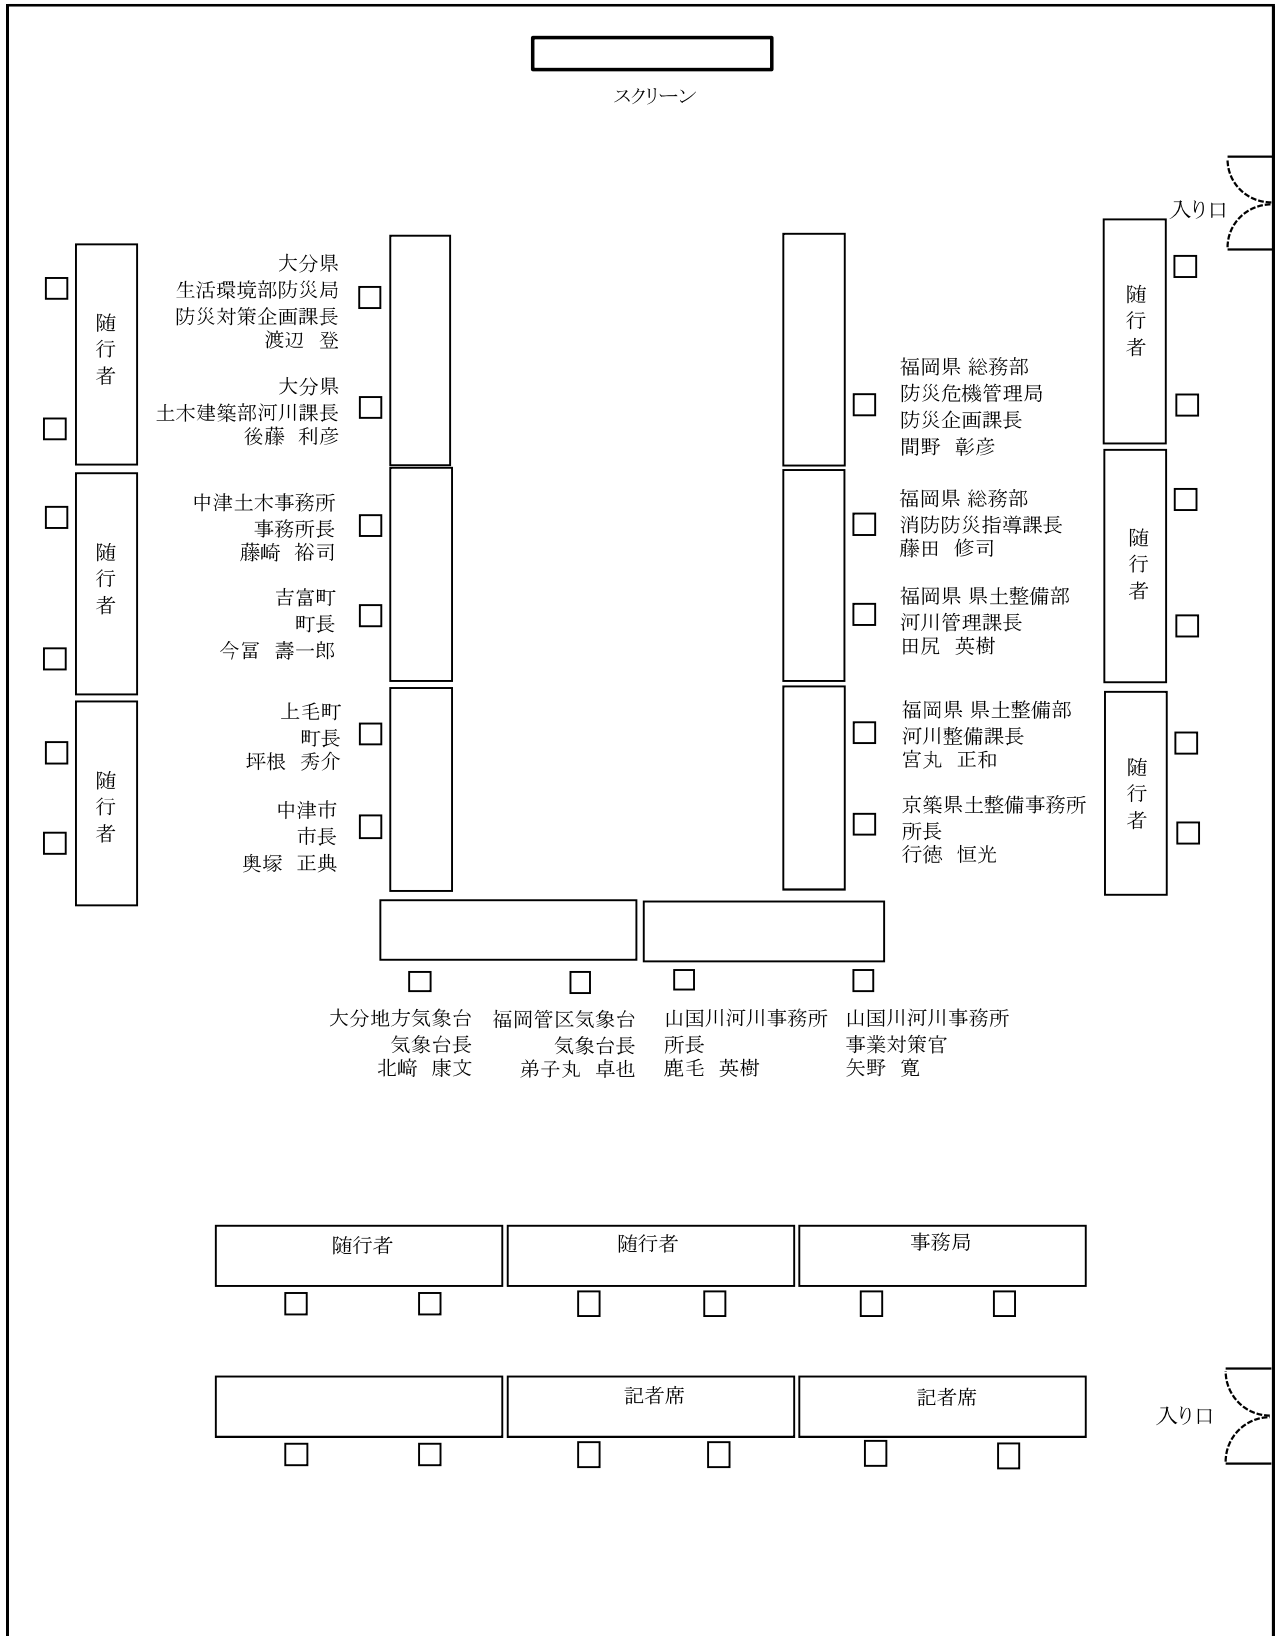 スクリーン
入り口
随行者
大分県
生活環境部防災局
防災対策企画課長
渡辺　登
大分県
土木建築部河川課長
後藤　利彦
随行者
中津土木事務所
事務所長
藤崎　裕司
吉富町
町長
今冨　壽一郎
随行者
上毛町
町長
坪根　秀介
中津市
市長
奥塚　正典
福岡県 総務部
防災危機管理局
防災企画課長
間野　彰彦
随行者
福岡県 総務部
消防防災指導課長
藤田　修司
福岡県 県土整備部
河川管理課長
田尻　英樹
随行者
福岡県 県土整備部
河川整備課長
宮丸　正和
京築県土整備事務所
所長
行徳　恒光
随行者
大分地方気象台
気象台長
北﨑　康文
福岡管区気象台
気象台長
弟子丸　卓也
山国川河川事務所
所長
鹿毛　英樹
山国川河川事務所
事業対策官
矢野　寛
随行者
随行者
事務局
記者席
記者席
入り口